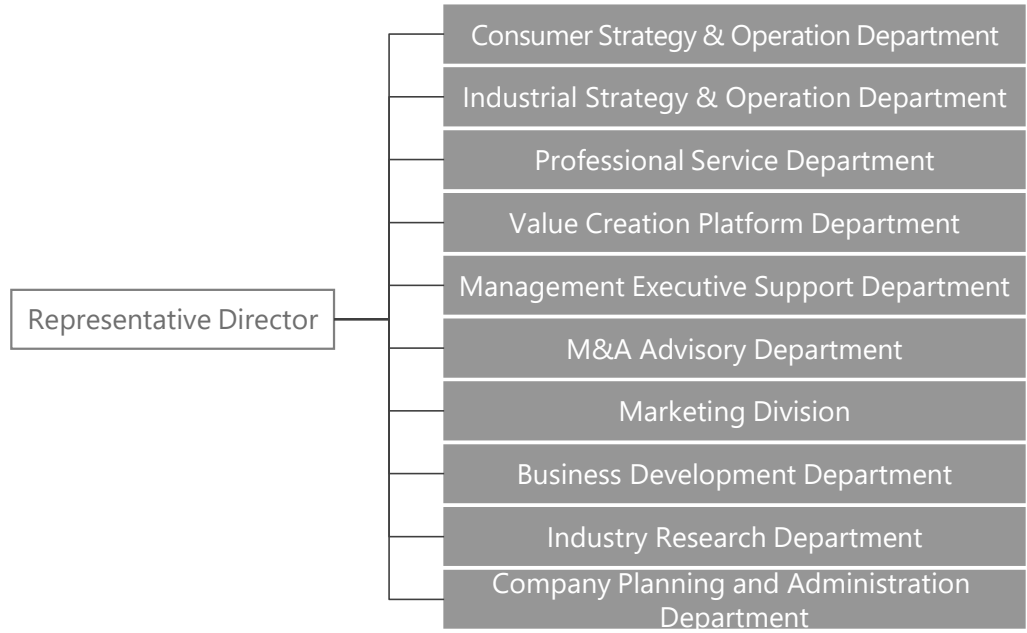 Consumer Strategy & Operation Department
Industrial Strategy & Operation Department
Professional Service Department
Value Creation Platform Department
Management Executive Support Department
Representative Director
M&A Advisory Department
Marketing Division
Business Development Department
Industry Research Department
Company Planning and Administration
Department